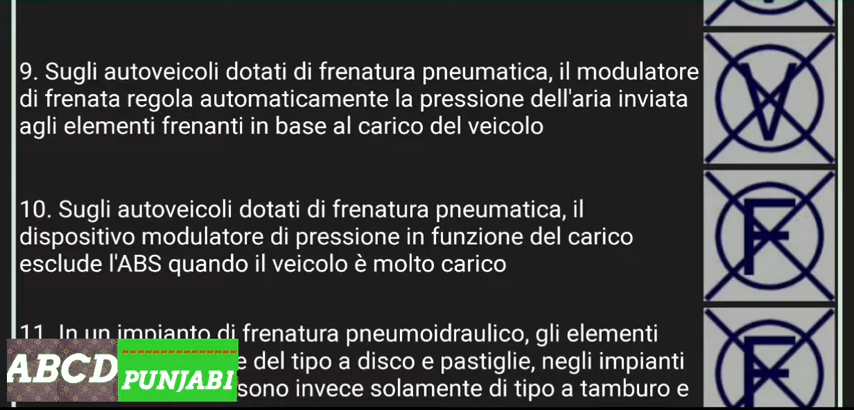 9. Sugli autoveicoli dotati di frenatura pneumatica, il modulatore
di frenata regola automaticamente la pressione dell'aria inviata
agli elementi frenanti in base al carico del veicolo
V
10. Sugli autoveicoli dotati di frenatura pneumatica, il
dispositivo modulatore di pressione in funzione del carico
esclude l'ABS quando il veicolo è molto carico
F
11. In un impianto di frenatura pneumoidraulico, gli elementi
e del tipo a disco e pastiglie, negli impianti
sono invece solamente di tipo a tamburo e
F
ABCD
PUNJABI